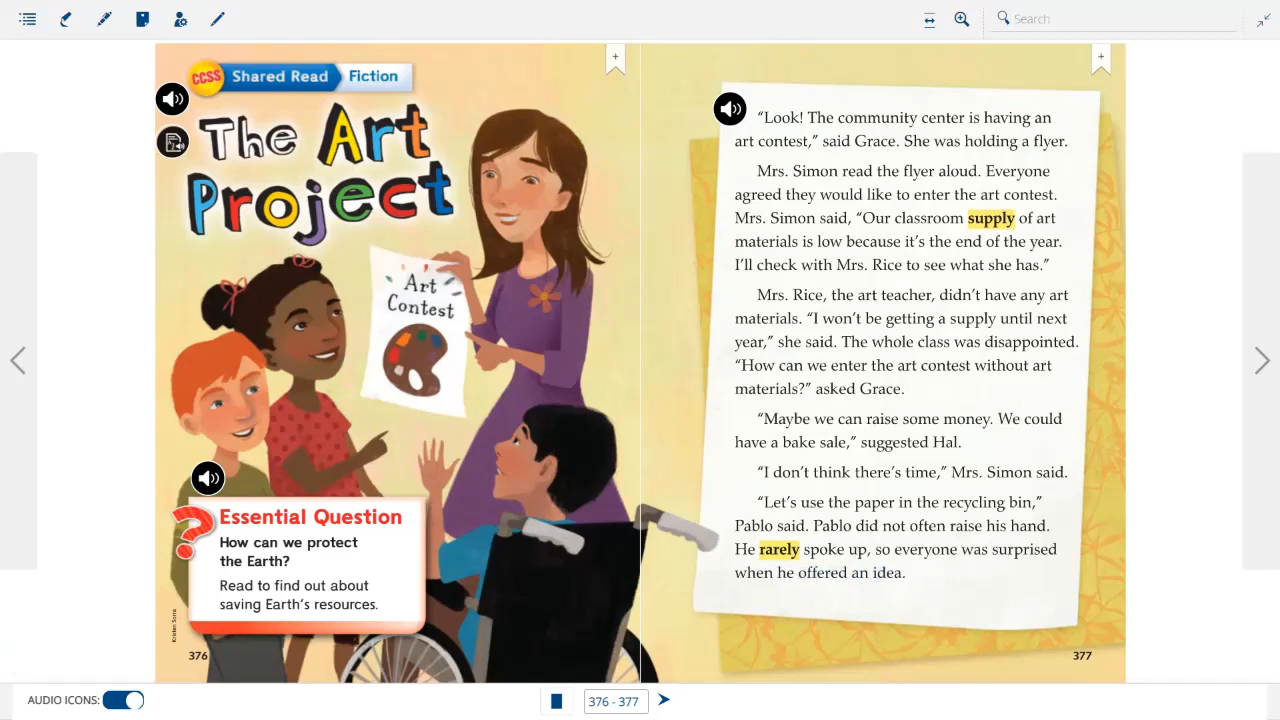 Search
CCSS Shared Read Fiction
The Art
Project
Art
Contest
Essential Question
How can we protect
the Earth?
Read to find out about
saving Earth's resources.
Kristen Sorra
376
“Look! The community center is having an
art contest,” said Grace. She was holding a flyer.
Mrs. Simon read the flyer aloud. Everyone
agreed they would like to enter the art contest.
Mrs. Simon said, “Our classroom supply of art
materials is low because it’s the end of the year.
I’ll check with Mrs. Rice to see what she has.”
Mrs. Rice, the art teacher, didn’t have any art
materials. “I won’t be getting a supply until next
year,” she said. The whole class was disappointed.
“How can we enter the art contest without art
materials?” asked Grace.
“Maybe we can raise some money. We could
have a bake sale,” suggested Hal.
“I don’t think there’s time,” Mrs. Simon said.
“Let’s use the paper in the recycling bin,”
Pablo said. Pablo did not often raise his hand.
He rarely spoke up, so everyone was surprised
when he offered an idea.
377
AUDIO ICONS:
376 - 377